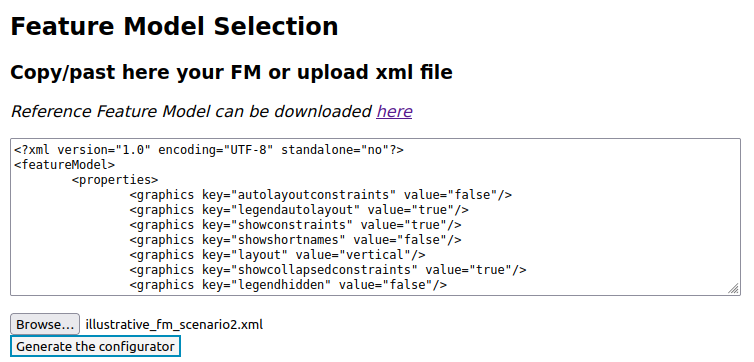 Feature Model Selection
Copy/past here your FM or upload xml file
Reference Feature Model can be downloaded here
<?xml version="1.0" encoding="UTF-8" standalone="no"?>
<featureModel>
        <properties>
                <graphics key="autolayoutconstraints" value="false"/>
                <graphics key="legendautolayout" value="true"/>
                <graphics key="showconstraints" value="true"/>
                <graphics key="showshortnames" value="false"/>
                <graphics key="layout" value="vertical"/>
                <graphics key="showcollapsedconstraints" value="true"/>
                <graphics key="legendhidden" value="false"/>
Browse... illustrative_fm_scenario2.xml
Generate the configurator